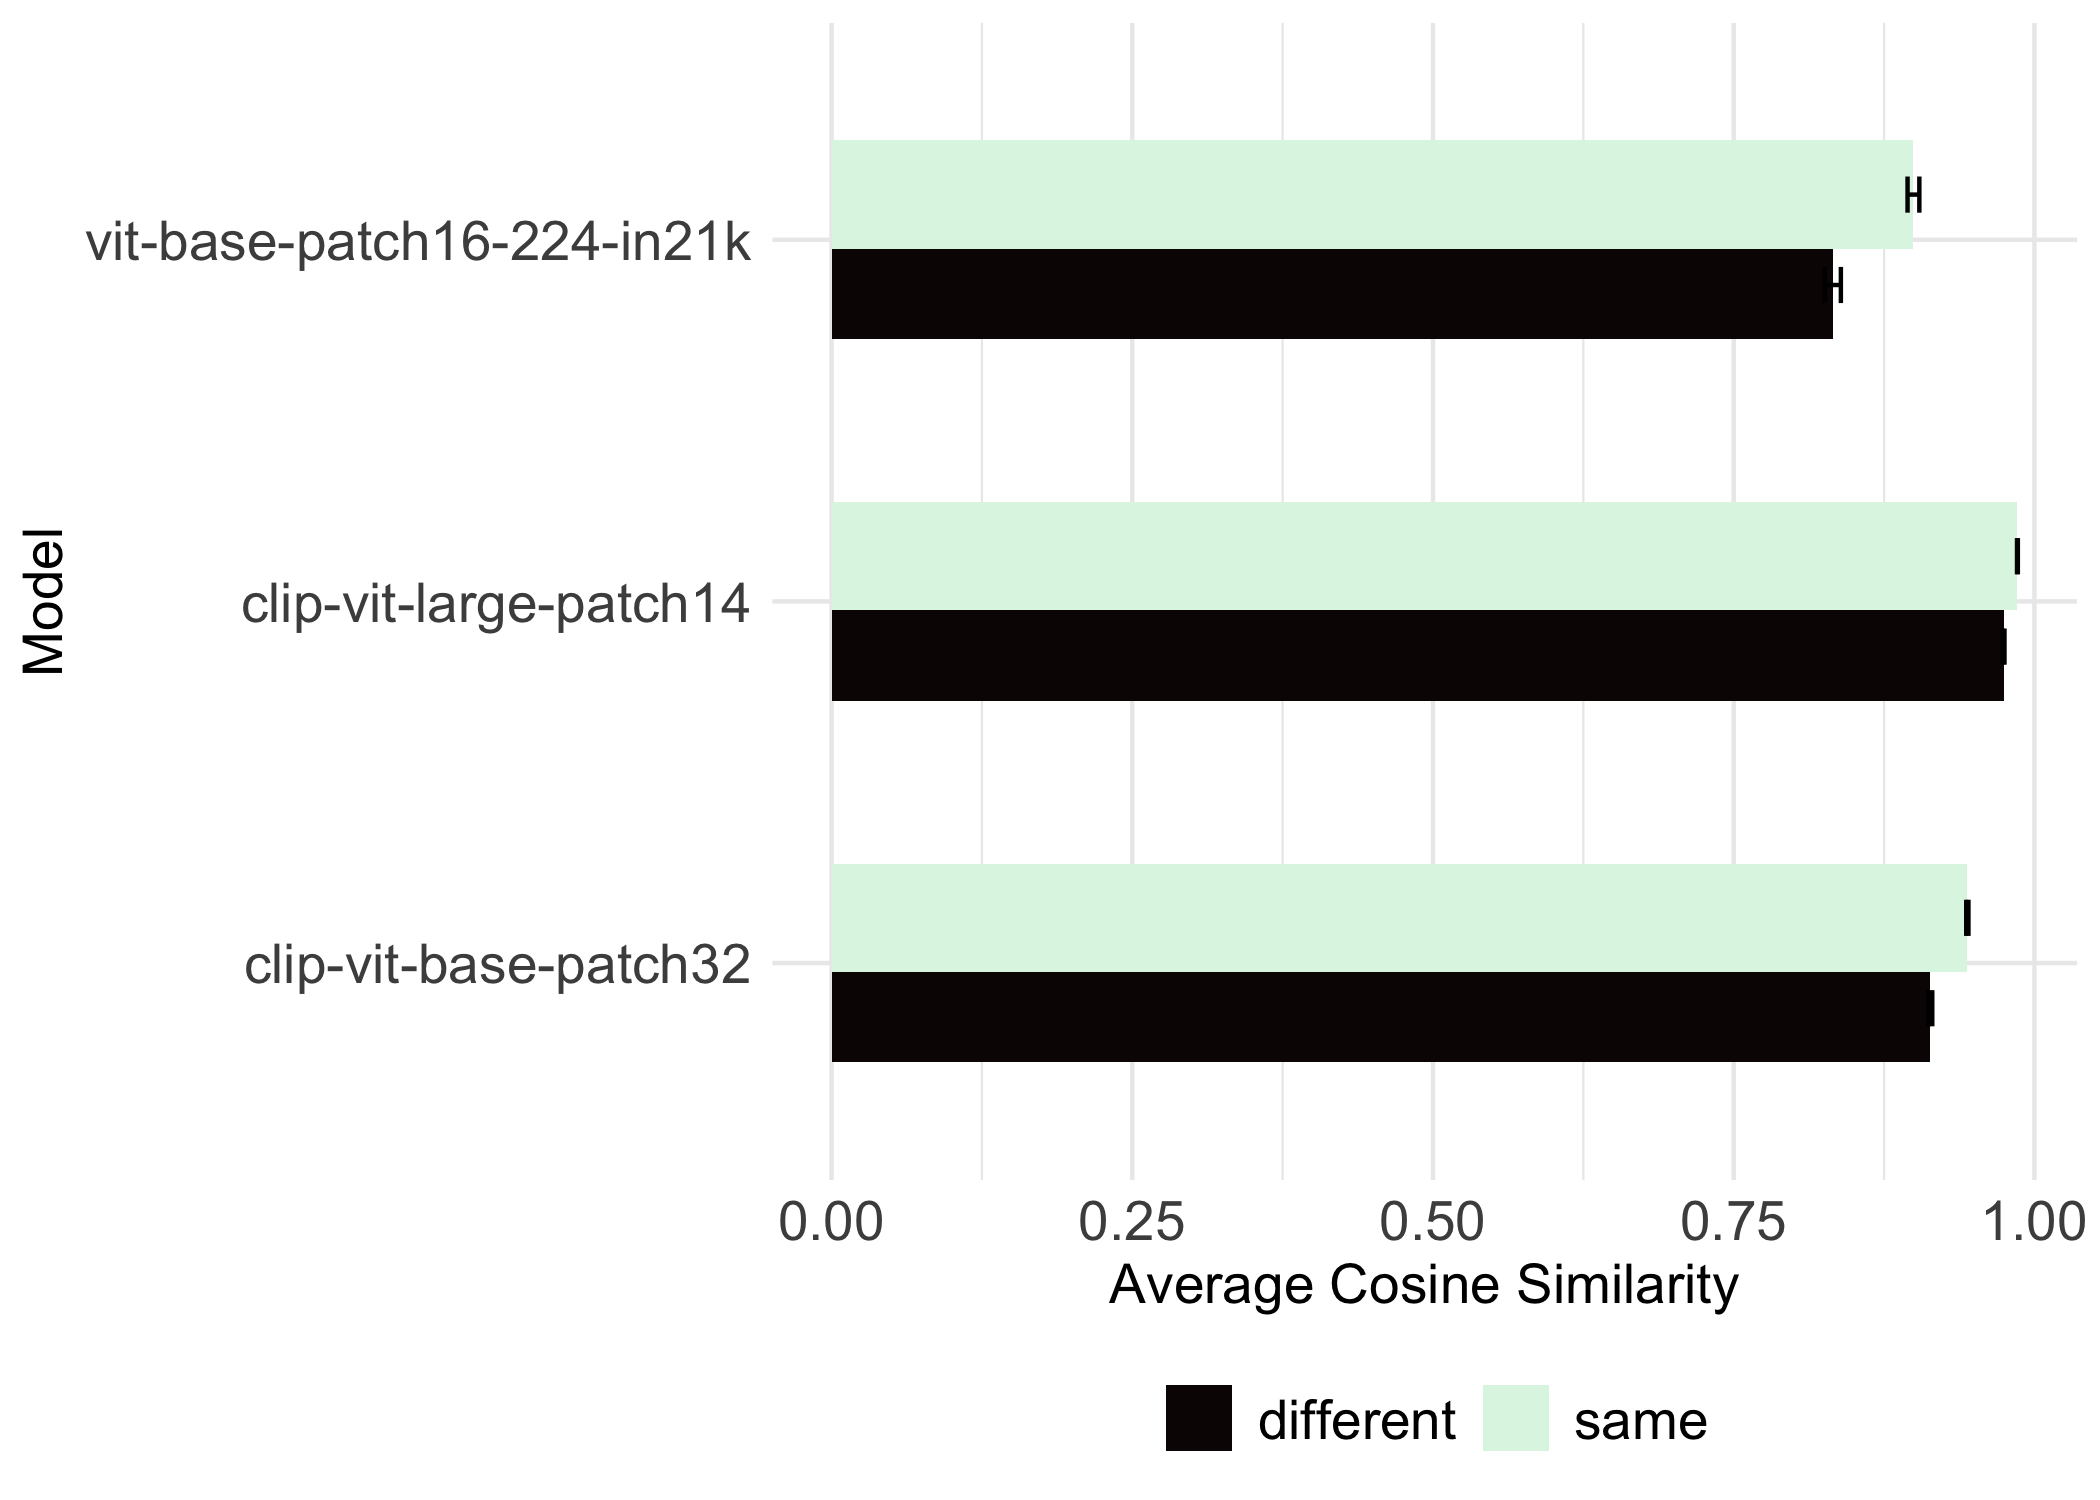 Model
vit-base-patch16-224-in21k
clip-vit-large-patch14
clip-vit-base-patch32
0.00 0.25 0.50 0.75 1.00
Average Cosine Similarity
different same